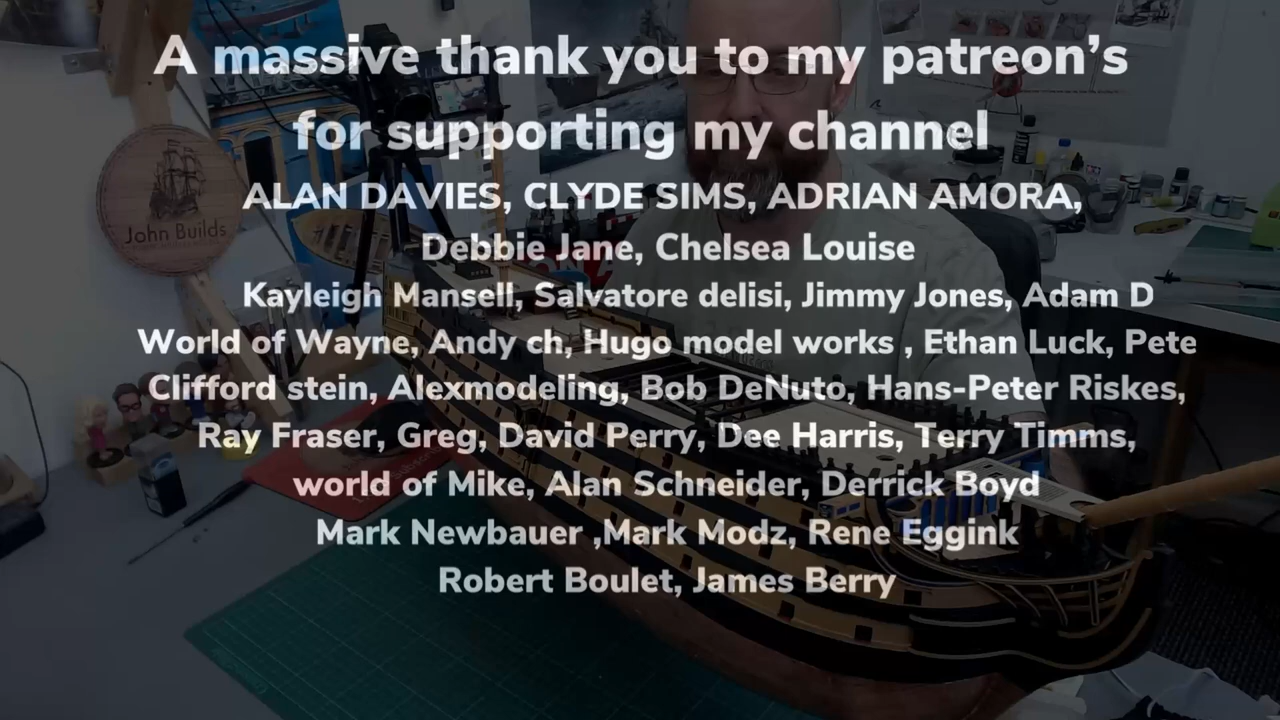 A massive thank you to my patreon’s
for supporting my channel
ALAN DAVIES, CLYDE SIMS, ADRIAN AMORA,
Debbie Jane, Chelsea Louise
Kayleigh Mansell, Salvatore delisi, Jimmy Jones, Adam D
World of Wayne, Andy ch, Hugo model works , Ethan Luck, Pete
Clifford stein, Alexmodeling, Bob DeNuto, Hans-Peter Riskes,
Ray Fraser, Greg, David Perry, Dee Harris, Terry Timms,
world of Mike, Alan Schneider, Derrick Boyd
Mark Newbauer ,Mark Modz, Rene Eggink
Robert Boulet, James Berry
John Builds